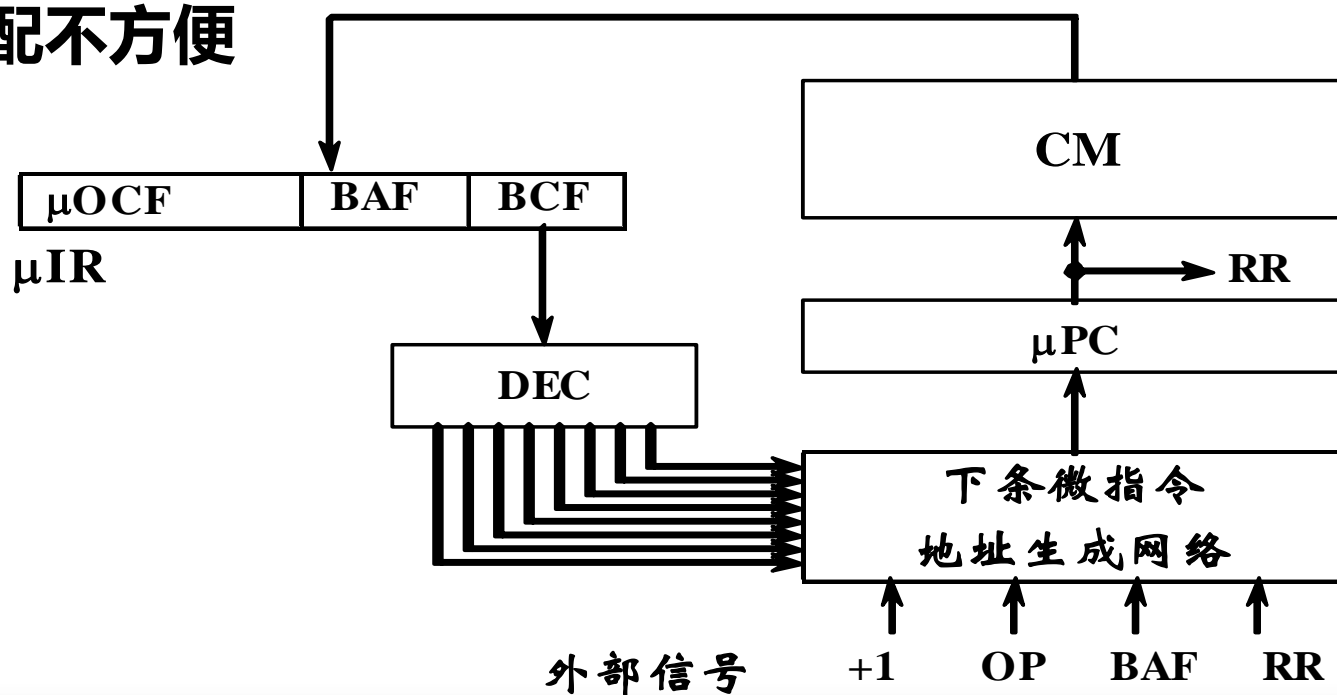 配不方便
CM
μOCF BAF BCF
μIR
RR
μPC
DEC
下条微指令
地址生成网络
外部信号 +1 OP BAF RR